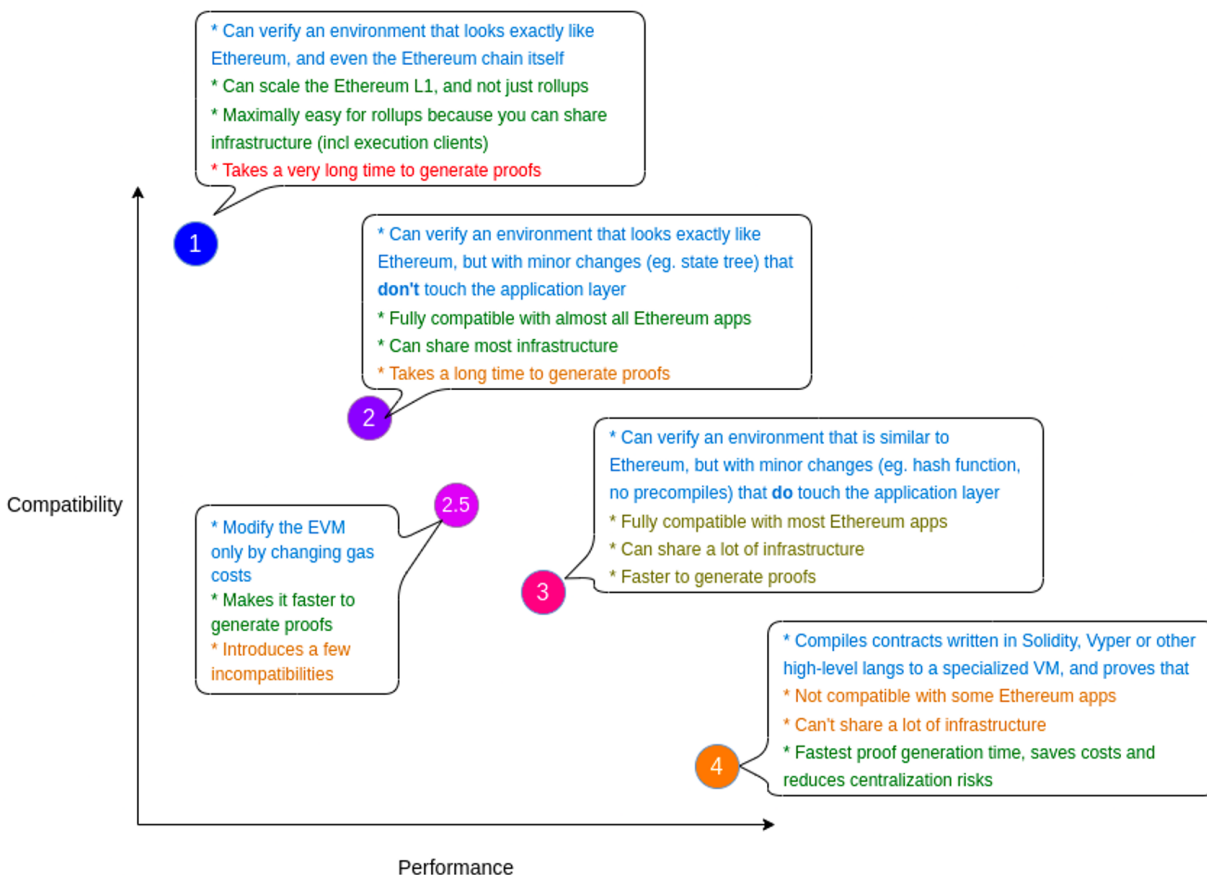 * Can verify an environment that looks exactly like
Ethereum, and even the Ethereum chain itself
* Can scale the Ethereum L1, and not just rollups
* Maximally easy for rollups because you can share
infrastructure (incl execution clients)
* Takes a very long time to generate proofs
1
* Can verify an environment that looks exactly like
Ethereum, but with minor changes (eg. state tree) that
don't touch the application layer
* Fully compatible with almost all Ethereum apps
* Can share most infrastructure
* Takes a long time to generate proofs
2
* Can verify an environment that is similar to
Ethereum, but with minor changes (eg. hash function,
no precompiles) that do touch the application layer
* Fully compatible with most Ethereum apps
* Can share a lot of infrastructure
* Faster to generate proofs
3
Compatibility
2.5
* Modify the EVM
only by changing gas
costs
* Makes it faster to
generate proofs
* Introduces a few
incompatibilities
* Compiles contracts written in Solidity, Vyper or other
high-level langs to a specialized VM, and proves that
* Not compatible with some Ethereum apps
* Can't share a lot of infrastructure
* Fastest proof generation time, saves costs and
reduces centralization risks
4
Performance